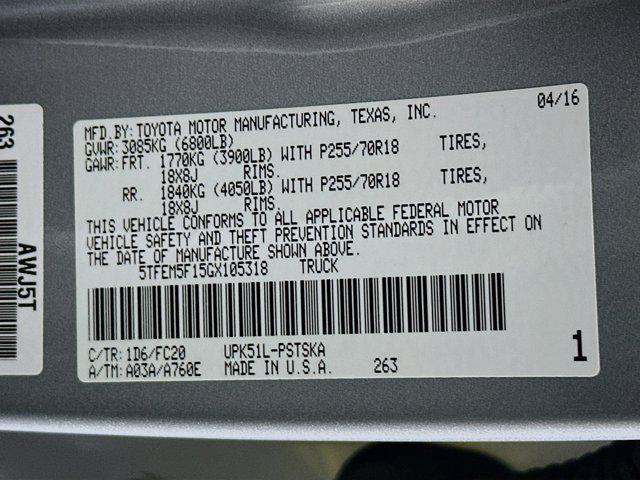 04/16
MFD.BY:TOYOTA MOTOR MANUFACTURING, TEXAS, INC.
GVWR:3085KG (6800LB)
GAWR:FRT. 1770KG (3900LB) WITH P255/70R18 TIRES,
18X8J RIMS.
RR. 1840KG (4050LB) WITH P255/70R18 TIRES,
18X8J RIMS.
THIS VEHICLE CONFORMS TO ALL APPLICABLE FEDERAL MOTOR
VEHICLE SAFETY AND THEFT PREVENTION STANDARDS IN EFFECT ON
THE DATE OF MANUFACTURE SHOWN ABOVE.
5TFEM5F15GX105318 TRUCK
C/TR:1D6/FC20 UPK51L-PSTSKA
A/TM:A03A/A760E MADE IN U.S.A. 263
1
263
AWJ5T